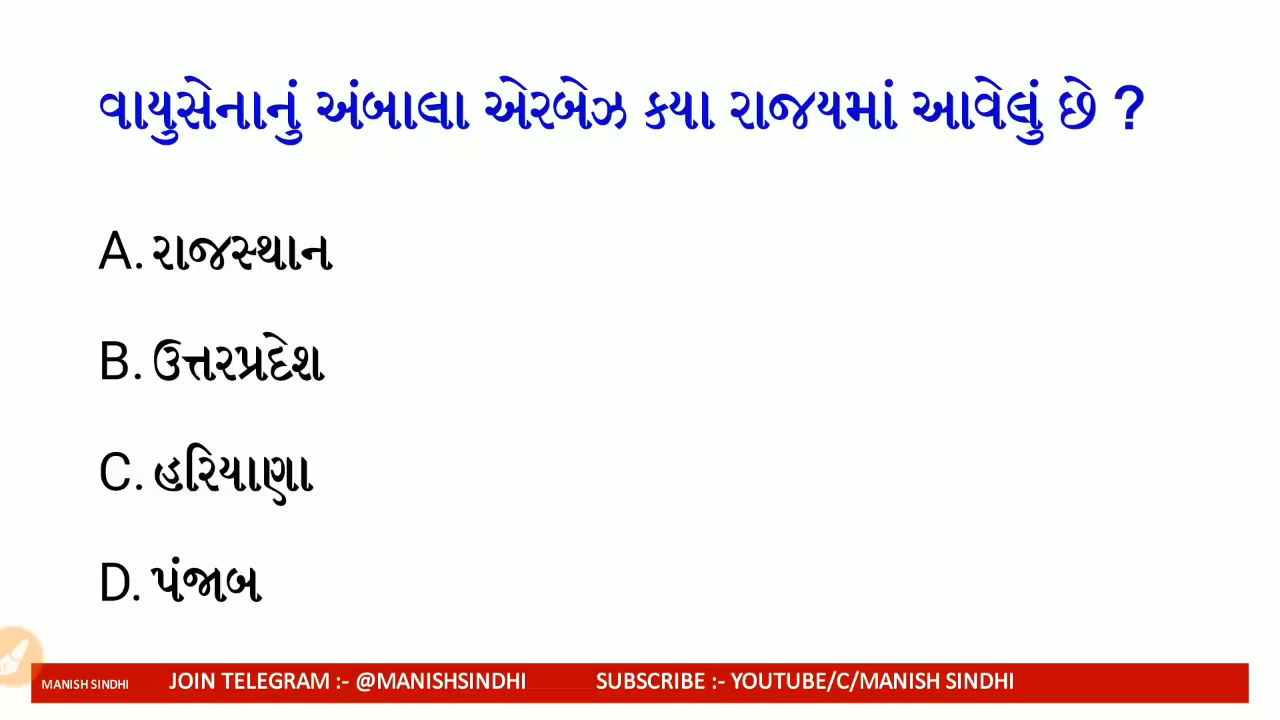 વાયુસેનાનું અંબાલા એરબેઝ કયા રાજયમાં આવેલું છે ?
A. રાજસ્થાન
B. ઉત્તરપ્રદેશ
C. હરિયાણા
D. પંજાબ
MANISH SINDHI JOIN TELEGRAM :- @MANISHSINDHI SUBSCRIBE :- YOUTUBE/C/MANISH SINDHI